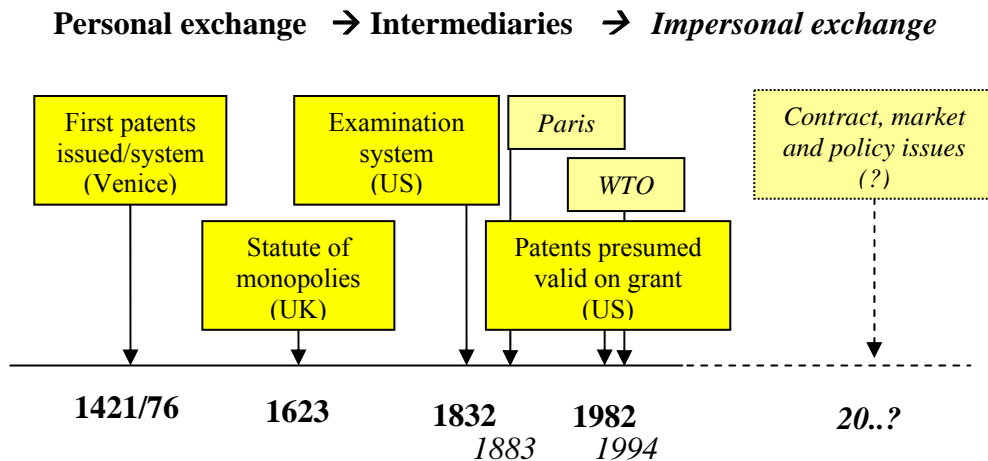 Personal exchange → Intermediaries → Impersonal exchange
First patents
issued/system
(Venice)
Examination
system
(US)
Paris
WTO
Contract, market
and policy issues
(?)
Statute of
monopolies
(UK)
Patents presumed
valid on grant
(US)
1421/76
1623
1832
1883
1982
1994
20..?